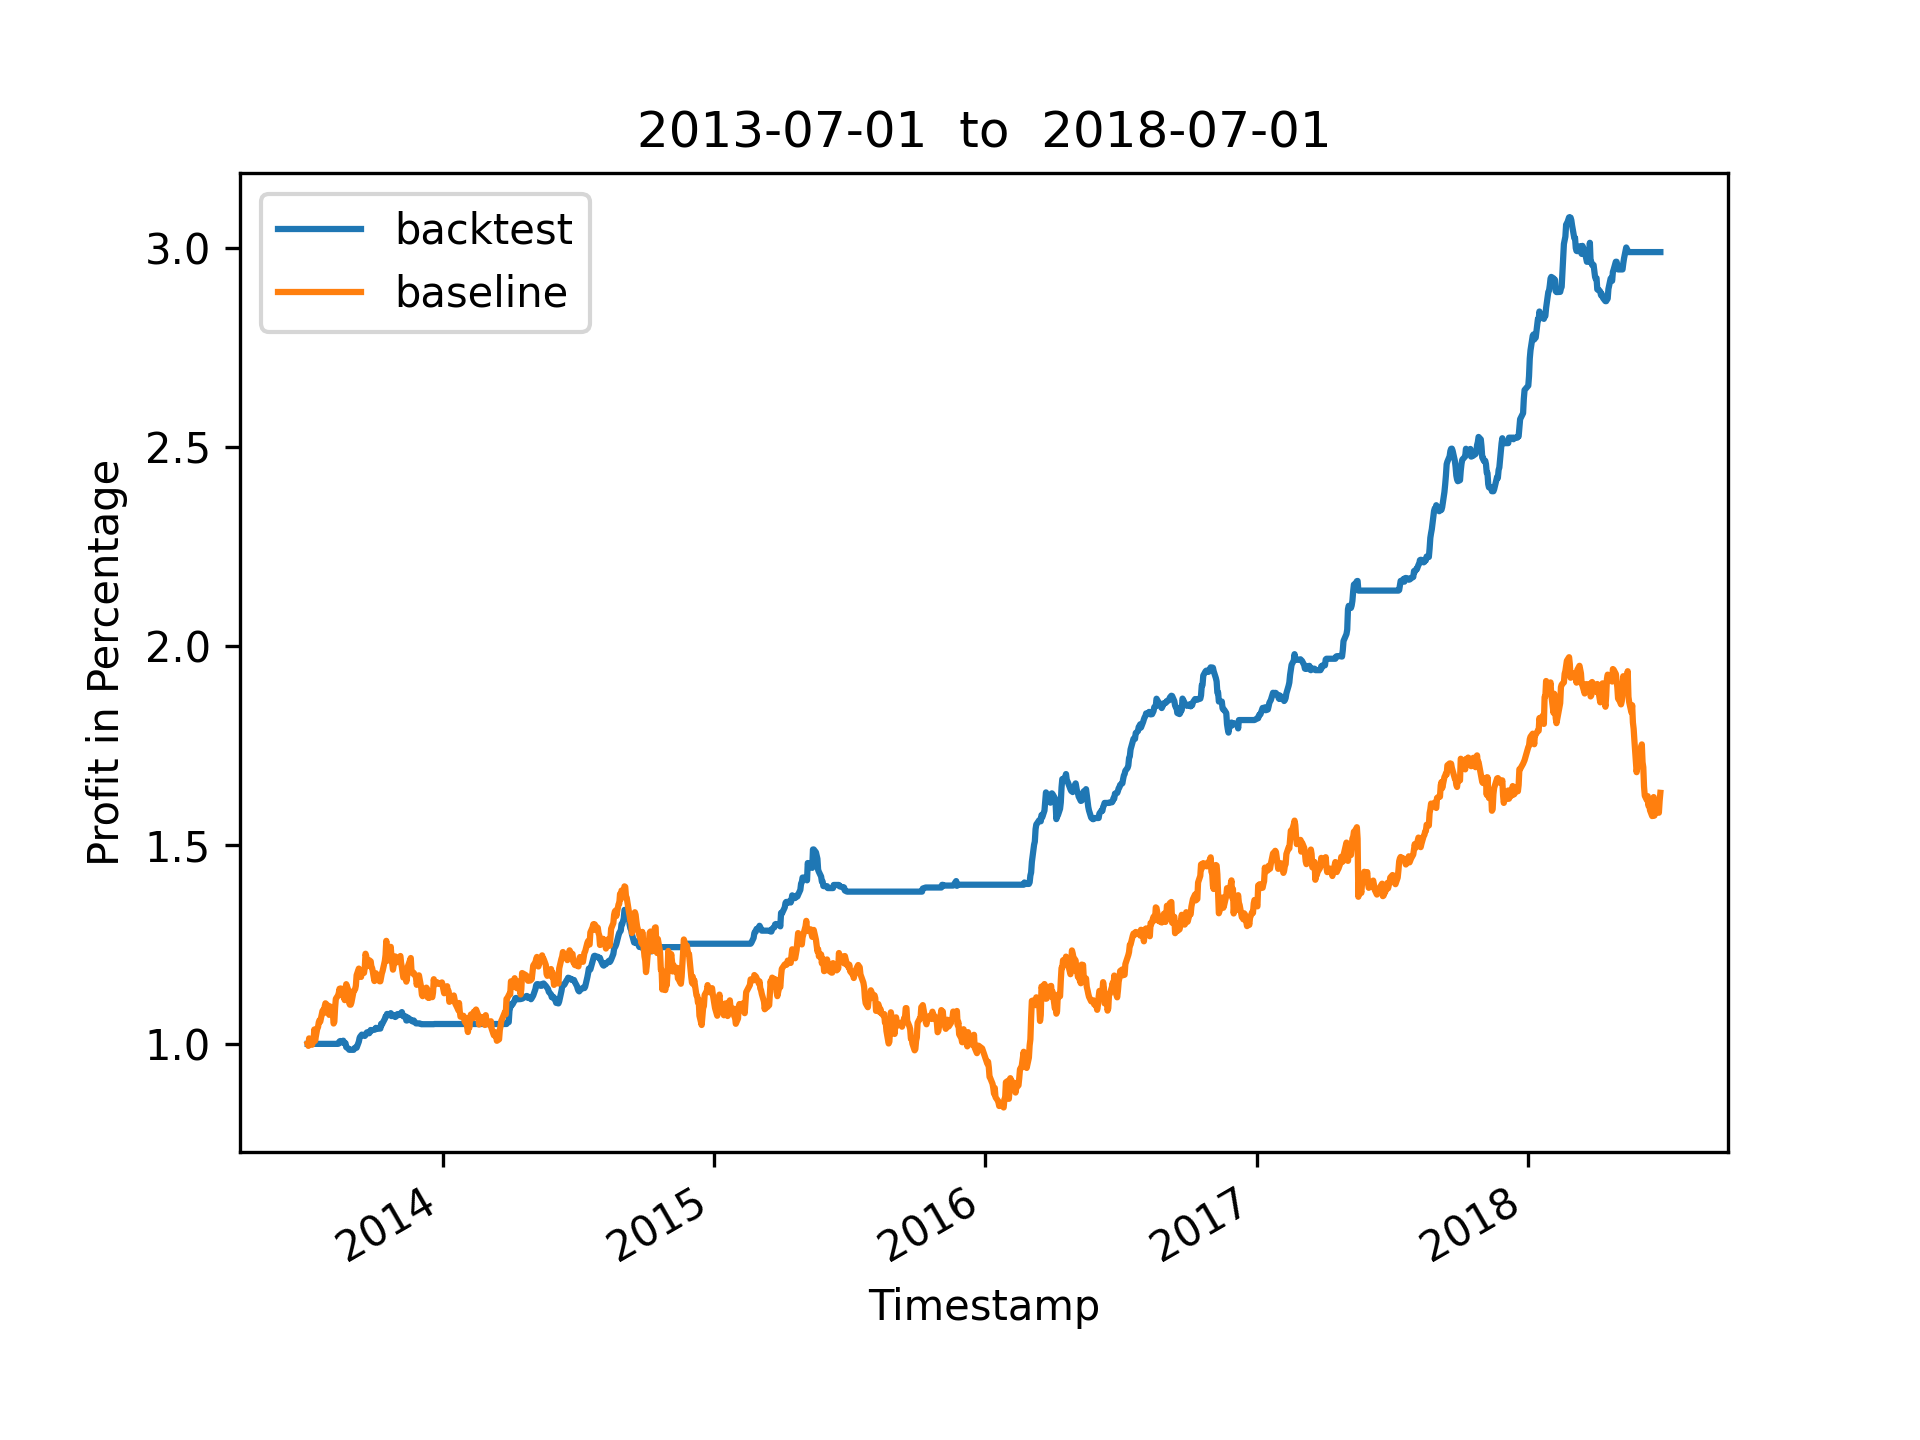 2013-07-01 to 2018-07-01
backtest
baseline
Profit in Percentage
3.0
2.5
2.0
1.5
1.0
2014 2015 2016 2017 2018
Timestamp